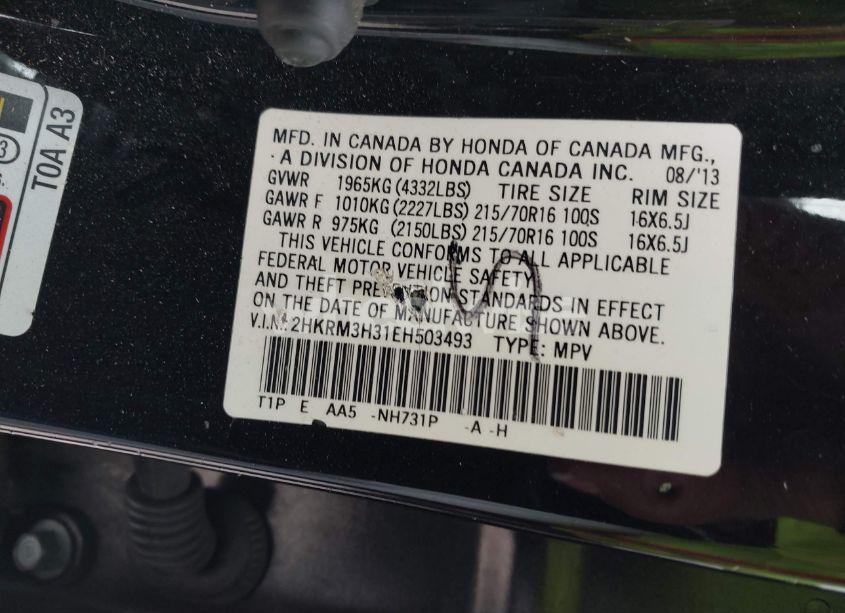 TOA A3
3
MFD. IN CANADA BY HONDA OF CANADA MFG.,
A DIVISION OF HONDA CANADA INC. 08/'13
GVWR 1965KG (4332LBS) TIRE SIZE RIM SIZE
GAWR F 1010KG (2227LBS) 215/70R16 100S 16X6.5J
GAWR R 975KG (2150LBS) 215/70R16 100S 16X6.5J
THIS VEHICLE CONFORMS TO ALL APPLICABLE
FEDERAL MOTOR VEHICLE SAFETY
AND THEFT PREVENTION STANDARDS IN EFFECT
ON THE DATE OF MANUFACTURE SHOWN ABOVE.
V.I.N.: 2HKRM3H31EH503493 TYPE: MPV
T1P E AA5 -NH731P -A -H